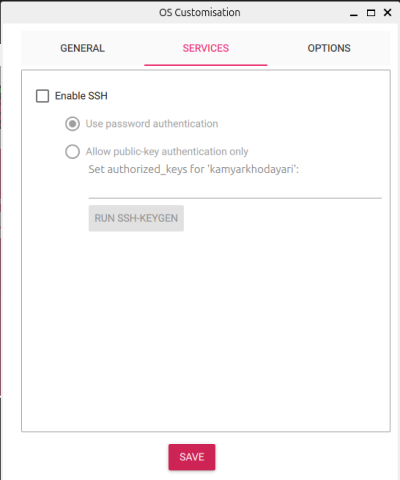 OS Customisation
GENERAL
SERVICES
OPTIONS
Enable SSH
Use password authentication
Allow public-key authentication only
Set authorized_keys for 'kamyarkhodayari':
RUN SSH-KEYGEN
SAVE